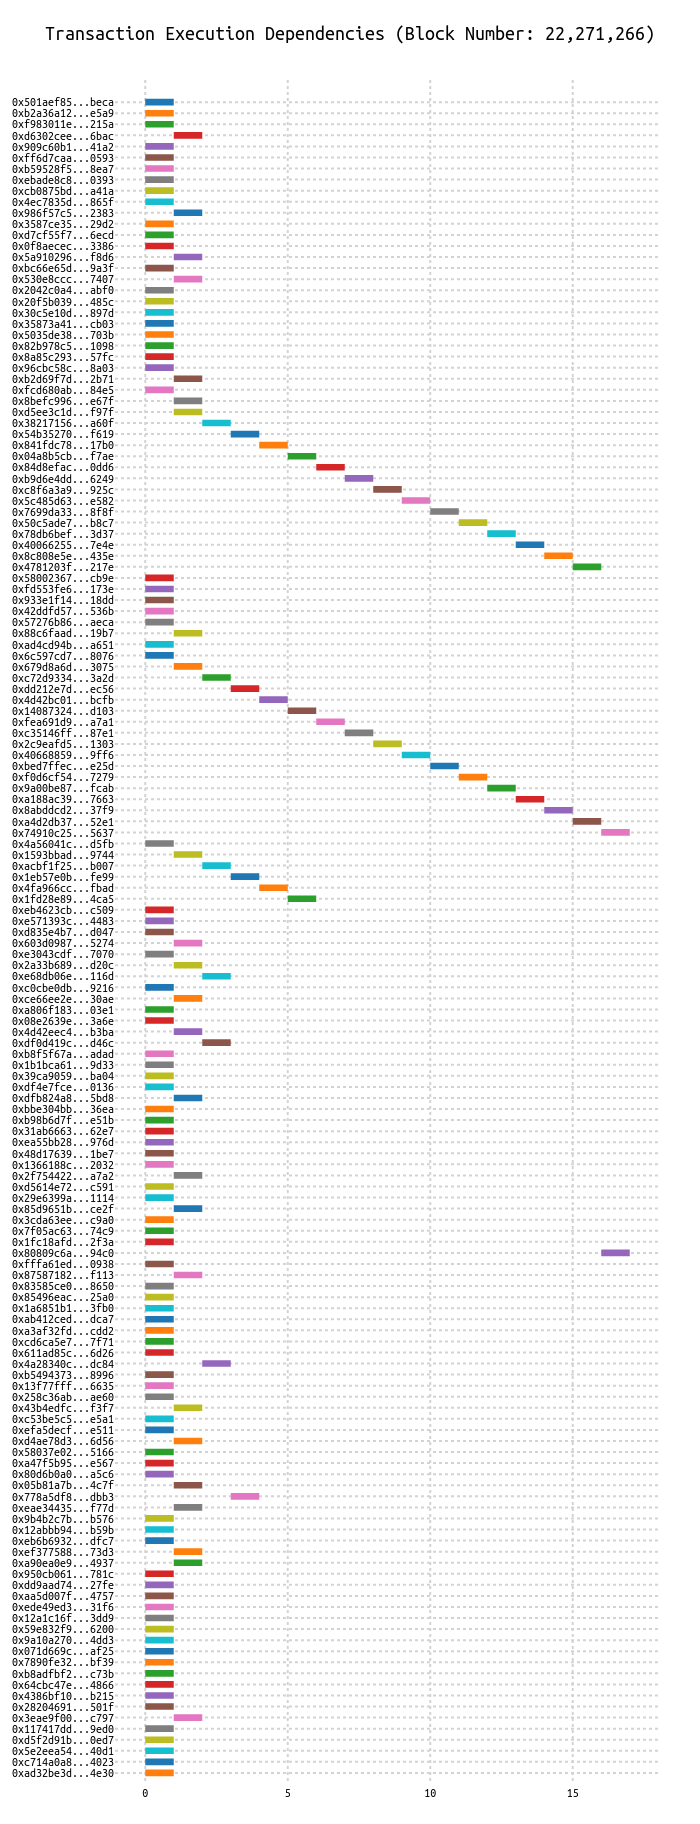 Transaction Execution Dependencies (Block Number: 22,271,266)
0x501aef85...beca
0xb2a36a12...e5a9
0xf983011e...215a
0xd6302cee...6bac
0x909c60b1...41a2
0xff6d7caa...0593
0xb59528f5...8ea7
0xebade8c8...0393
0xcb0875bd...a41a
0x4ec7835d...865f
0x986f57c5...2383
0x3587ce35...29d2
0xd7cf55f7...6ecd
0x0f8aecec...3386
0x5a910296...f8d6
0xbc66e65d...9a3f
0x530e8ccc...7407
0x2042c0a4...abf0
0x20f5b039...485c
0x30c5e10d...897d
0x35873a41...cb03
0x5035de38...703b
0x82b978c5...1098
0x8a85c293...57fc
0x96cbc58c...8a03
0xb2d69f7d...2b71
0xfcd680ab...84e5
0x8befc996...e67f
0xd5ee3c1d...f97f
0x38217156...a60f
0x54b35270...f619
0x841fdc78...17b0
0x04a8b5cb...f7ae
0x84d8efac...0dd6
0xb9d6e4dd...6249
0xc8f6a3a9...925c
0x5c485d63...e582
0x7699da33...8f8f
0x50c5ade7...b8c7
0x78db6bef...3d37
0x40066255...7e4e
0x8c808e5e...435e
0x4781203f...217e
0x58002367...cb9e
0xfd553fe6...173e
0x933e1f14...18dd
0x42ddfd57...536b
0x57276b86...aeca
0x88c6faad...19b7
0xad4cd94b...a651
0x6c597cd7...8076
0x679d8a6d...3075
0xc72d9334...3a2d
0xdd212e7d...ec56
0x4d42bc01...bcfb
0x14087324...d103
0xfea691d9...a7a1
0xc35146ff...87e1
0x2c9eafd5...1303
0x40668859...9ff6
0xbed7ffec...e25d
0xf0d6cf54...7279
0x9a00be87...fcab
0xa188ac39...7663
0x8abddcd2...37f9
0xa4d2db37...52e1
0x74910c25...5637
0x4a56041c...d5fb
0x1593bbad...9744
0xacbf1f25...b007
0x1eb57e0b...fe99
0x4fa966cc...fbad
0x1fd28e89...4ca5
0xeb4623cb...c509
0xe571393c...4483
0xd835e4b7...d047
0x603d0987...5274
0xe3043cdf...7070
0x2a33b689...d20c
0xe68db06e...116d
0xc0cbe0db...9216
0xce66ee2e...30ae
0xa806f183...03e1
0x08e2639e...3a6e
0x4d42eec4...b3ba
0xdf0d419c...d46c
0xb8f5f67a...adad
0x1b1bca61...9d33
0x39ca9059...ba04
0xdf4e7fce...0136
0xdfb824a8...5bd8
0xbbe304bb...36ea
0xb98b6d7f...e51b
0x31ab6663...62e7
0xea55bb28...976d
0x48d17639...1be7
0x1366188c...2032
0x2f754422...a7a2
0xd5614e72...c591
0x29e6399a...1114
0x85d9651b...ce2f
0x3cda63ee...c9a0
0x7f05ac63...74c9
0x1fc18afd...2f3a
0x80809c6a...94c0
0xfffa61ed...0938
0x87587182...f113
0x83585ce0...8650
0x85496eac...25a0
0x1a6851b1...3fb0
0xab412ced...dca7
0xa3af32fd...cdd2
0xcd6ca5e7...7f71
0x611ad85c...6d26
0x4a28340c...dc84
0xb5494373...8996
0x13f77fff...6635
0x258c36ab...ae60
0x43b4edfc...f3f7
0xc53be5c5...e5a1
0xefa5decf...e511
0xd4ae78d3...6d56
0x58037e02...5166
0xa47f5b95...e567
0x80d6b0a0...a5c6
0x05b81a7b...4c7f
0x778a5df8...dbb3
0xeae34435...f77d
0x9b4b2c7b...b576
0x12abbb94...b59b
0xeb6b6932...dfc7
0xef377588...73d3
0xa90ea0e9...4937
0x950cb061...781c
0xdd9aad74...27fe
0xaa5d007f...4757
0xede49ed3...31f6
0x12a1c16f...3dd9
0x59e832f9...6200
0x9a10a270...4dd3
0x071d669c...af25
0x7890fe32...bf39
0xb8adfbf2...c73b
0x64cbc47e...4866
0x4386bf10...b215
0x28204691...501f
0x3eae9f00...c797
0x117417dd...9ed0
0xd5f2d91b...0ed7
0x5e2eea54...40d1
0xc714a0a8...4023
0xad32be3d...4e30
0 5 10 15